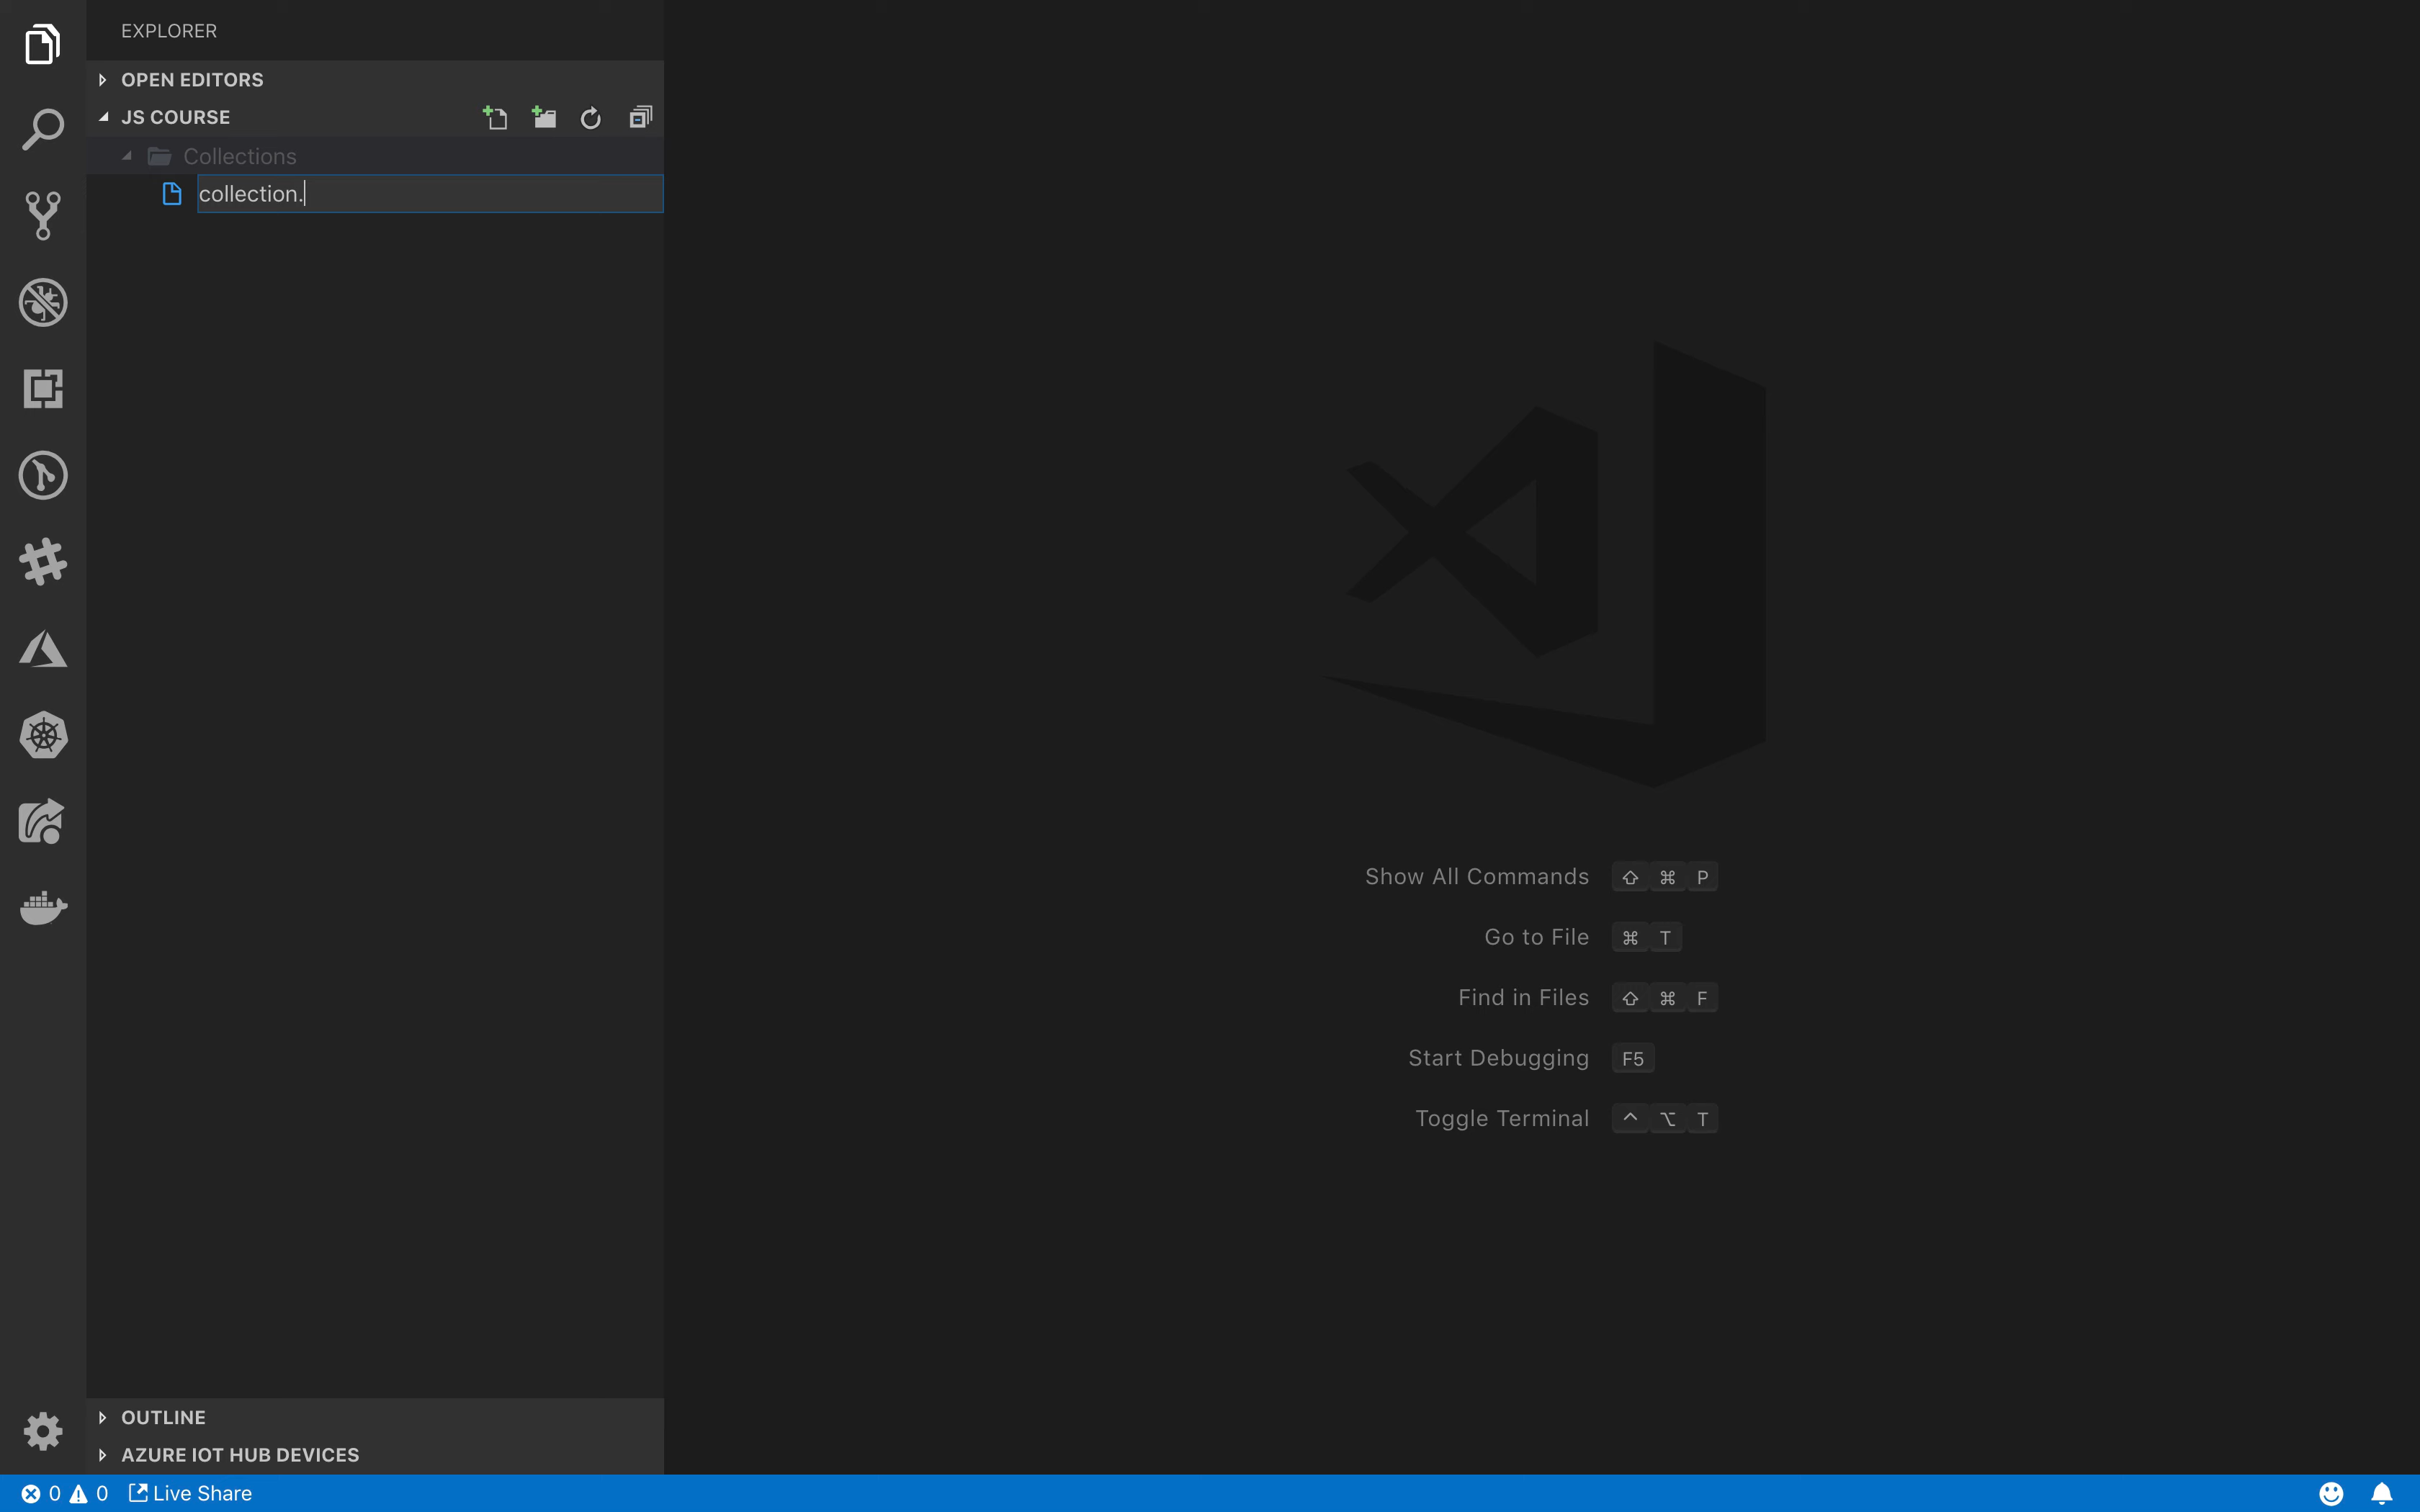 EXPLORER
OPEN EDITORS
JS COURSE
Collections
collection.
Show All Commands ⇧ ⌘ P
Go to File ⌘ T
Find in Files ⇧ ⌘ F
Start Debugging F5
Toggle Terminal ^ ⌥ T
OUTLINE
AZURE IOT HUB DEVICES
0 0 Live Share